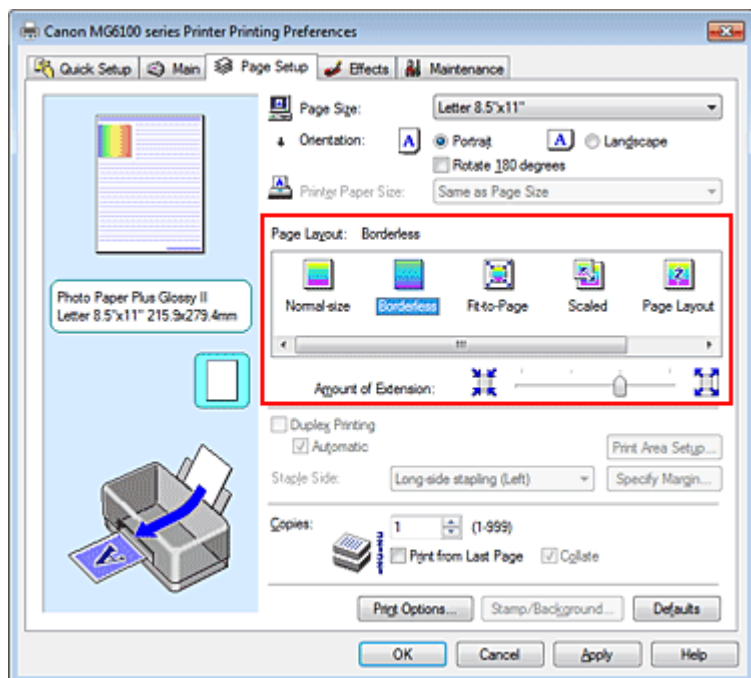 Canon MG6100 series Printer Printing Preferences
Quick Setup Main Page Setup Effects Maintenance
Page Size: Letter 8.5"x11"
Orientation: A Portrait A Landscape
Rotate 180 degrees
Printer Paper Size: Same as Page Size
Page Layout: Borderless
Normal-size Borderless Fit-to-Page Scaled Page Layout
Photo Paper Plus Glossy II
Letter 8.5"x11" 215.9x279.4mm
Amount of Extension:
Duplex Printing
Automatic Print Area Setup...
Staple Side: Long-side stapling (Left) Specify Margin...
Copies: 1 (1-999)
Print from Last Page Collate
Print Options... Stamp/Background... Defaults
OK Cancel Apply Help